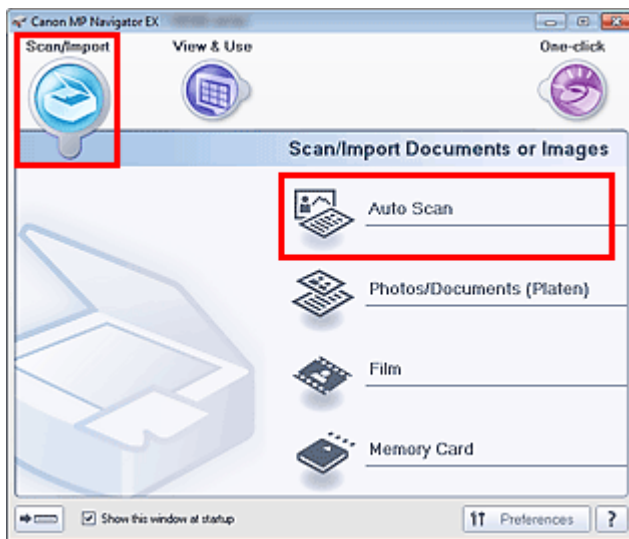 Canon MP Navigator EX
Scan/Import
View & Use
One-click
Scan/Import Documents or Images
Auto Scan
Photos/Documents (Platen)
Film
Memory Card
Show this window at startup
Preferences
?